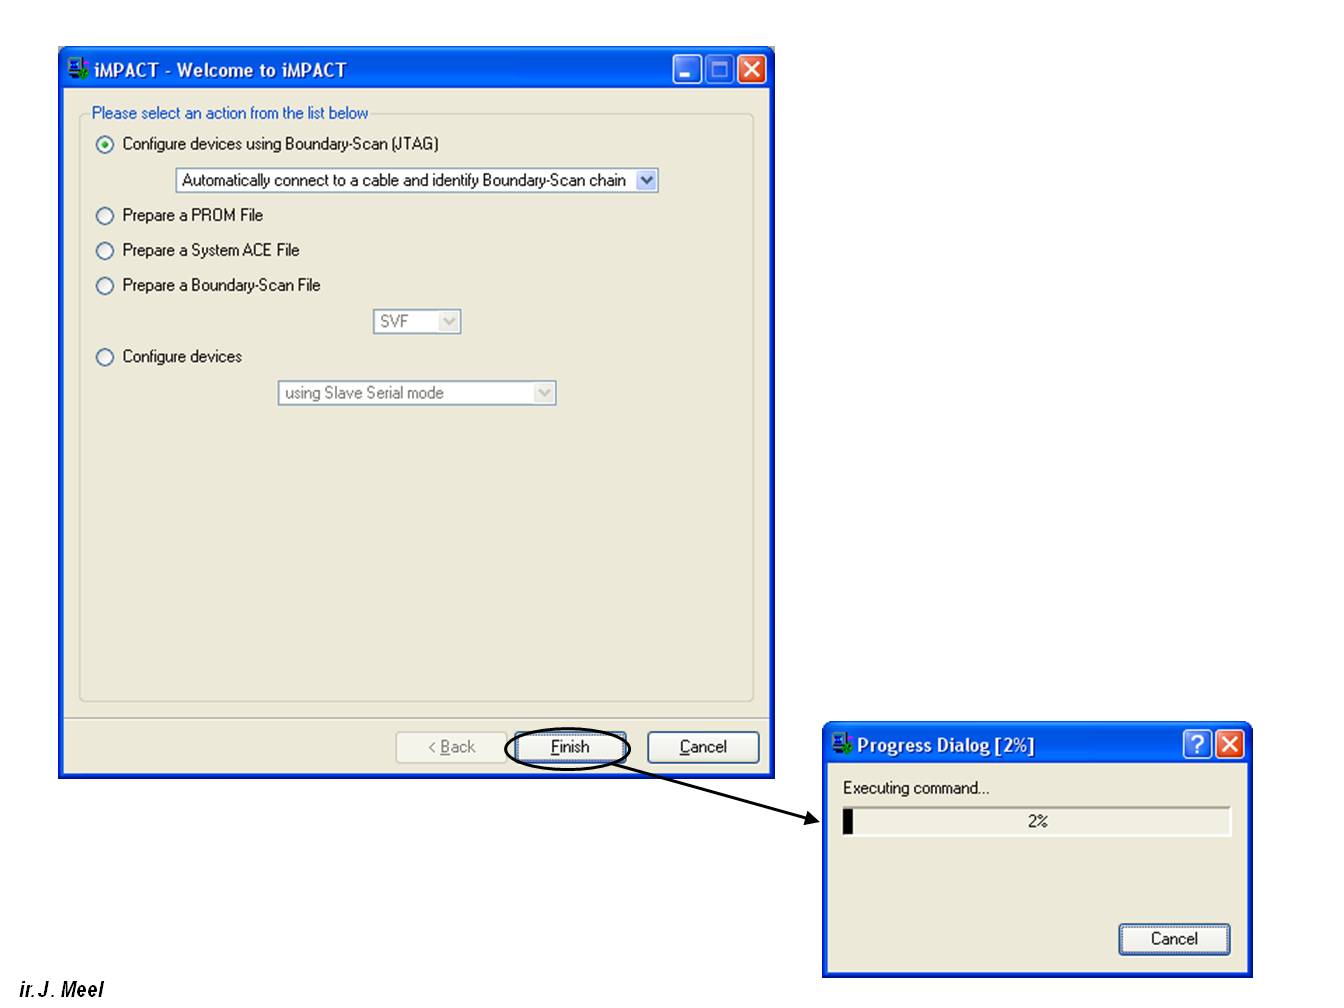 iMPACT - Welcome to iMPACT
Please select an action from the list below
Configure devices using Boundary-Scan (JTAG)
Automatically connect to a cable and identify Boundary-Scan chain
Prepare a PROM File
Prepare a System ACE File
Prepare a Boundary-Scan File
SVF
Configure devices
using Slave Serial mode
< Back
Finish
Cancel
Progress Dialog [2%]
Executing command...
2%
Cancel
ir.J. Meel